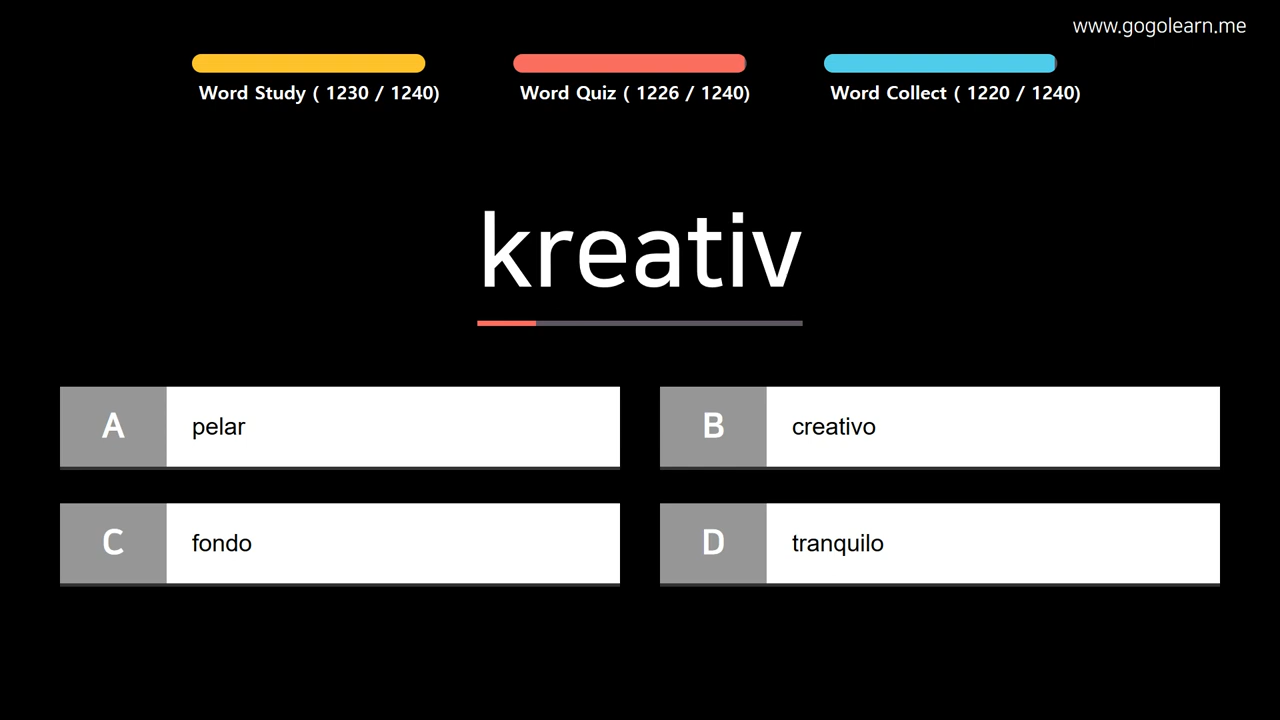 www.gogolearn.me
Word Study ( 1230 / 1240)
Word Quiz ( 1226 / 1240)
Word Collect ( 1220 / 1240)
kreativ
A pelar
B creativo
C fondo
D tranquilo